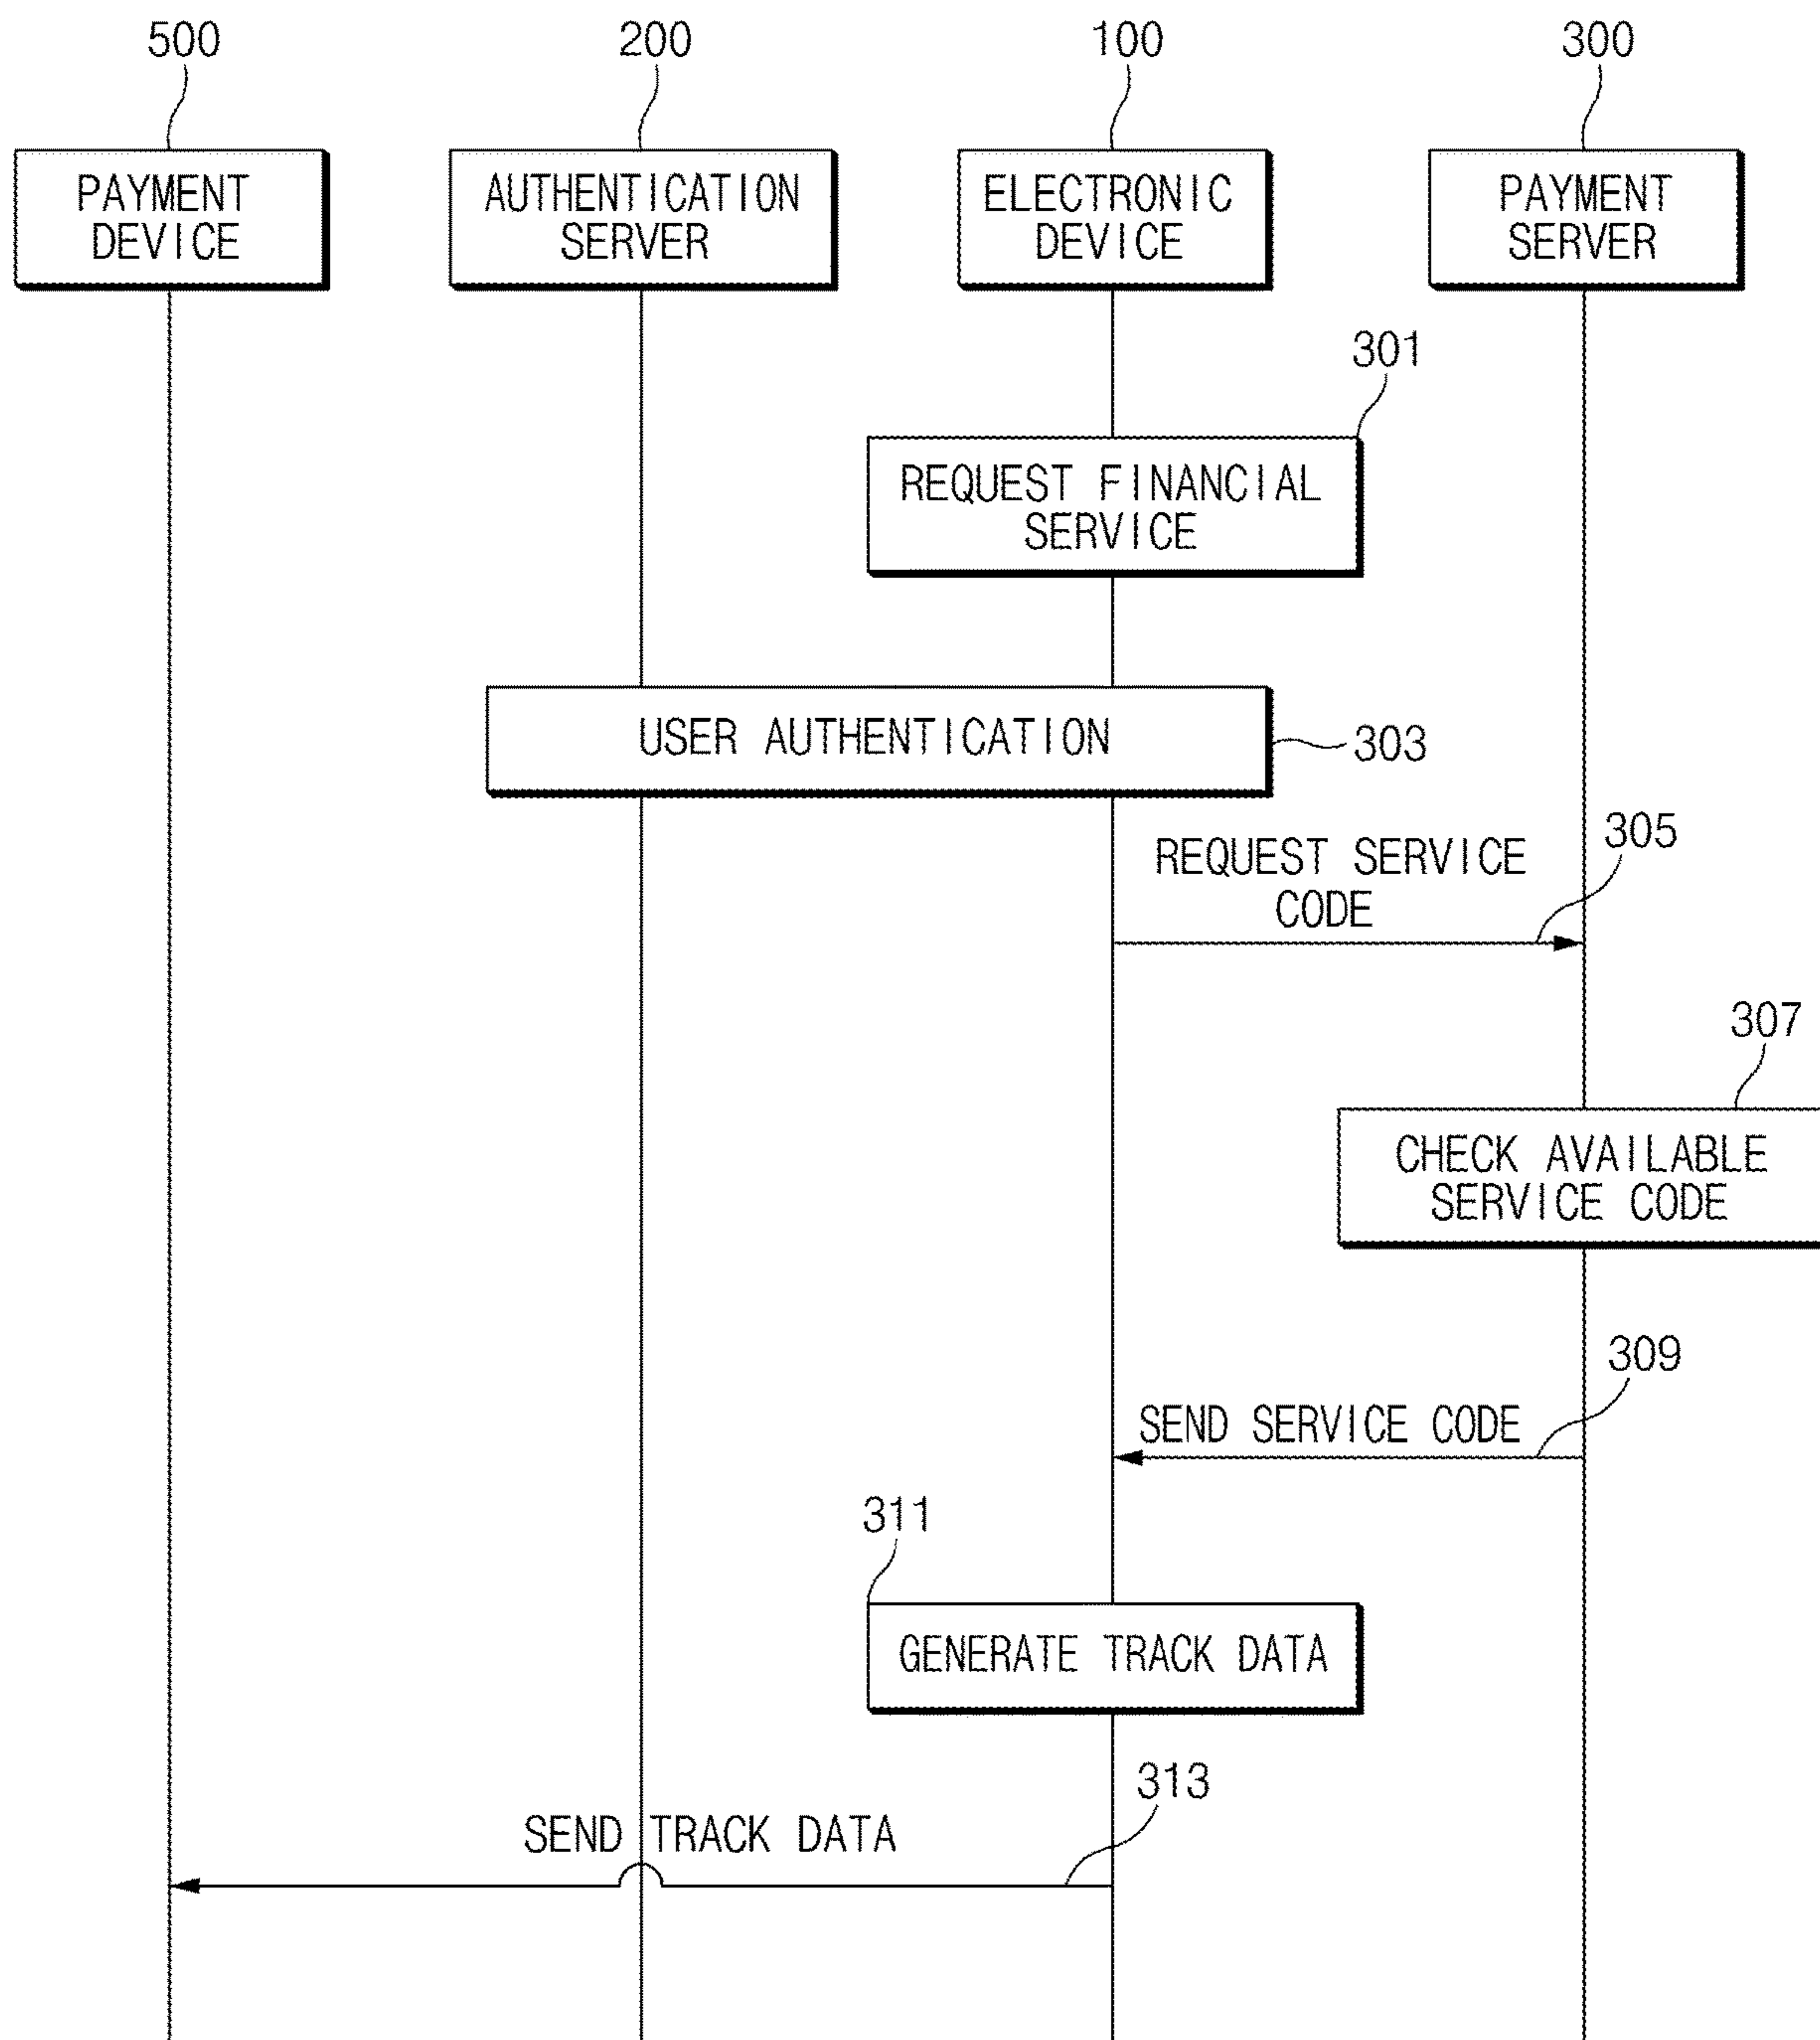 500
200
100
300
PAYMENT
DEVICE
AUTHENTICATION
SERVER
ELECTRONIC
DEVICE
PAYMENT
SERVER
301
REQUEST FINANCIAL
SERVICE
USER AUTHENTICATION
303
305
REQUEST SERVICE
CODE
307
CHECK AVAILABLE
SERVICE CODE
309
SEND SERVICE CODE
311
GENERATE TRACK DATA
313
SEND TRACK DATA